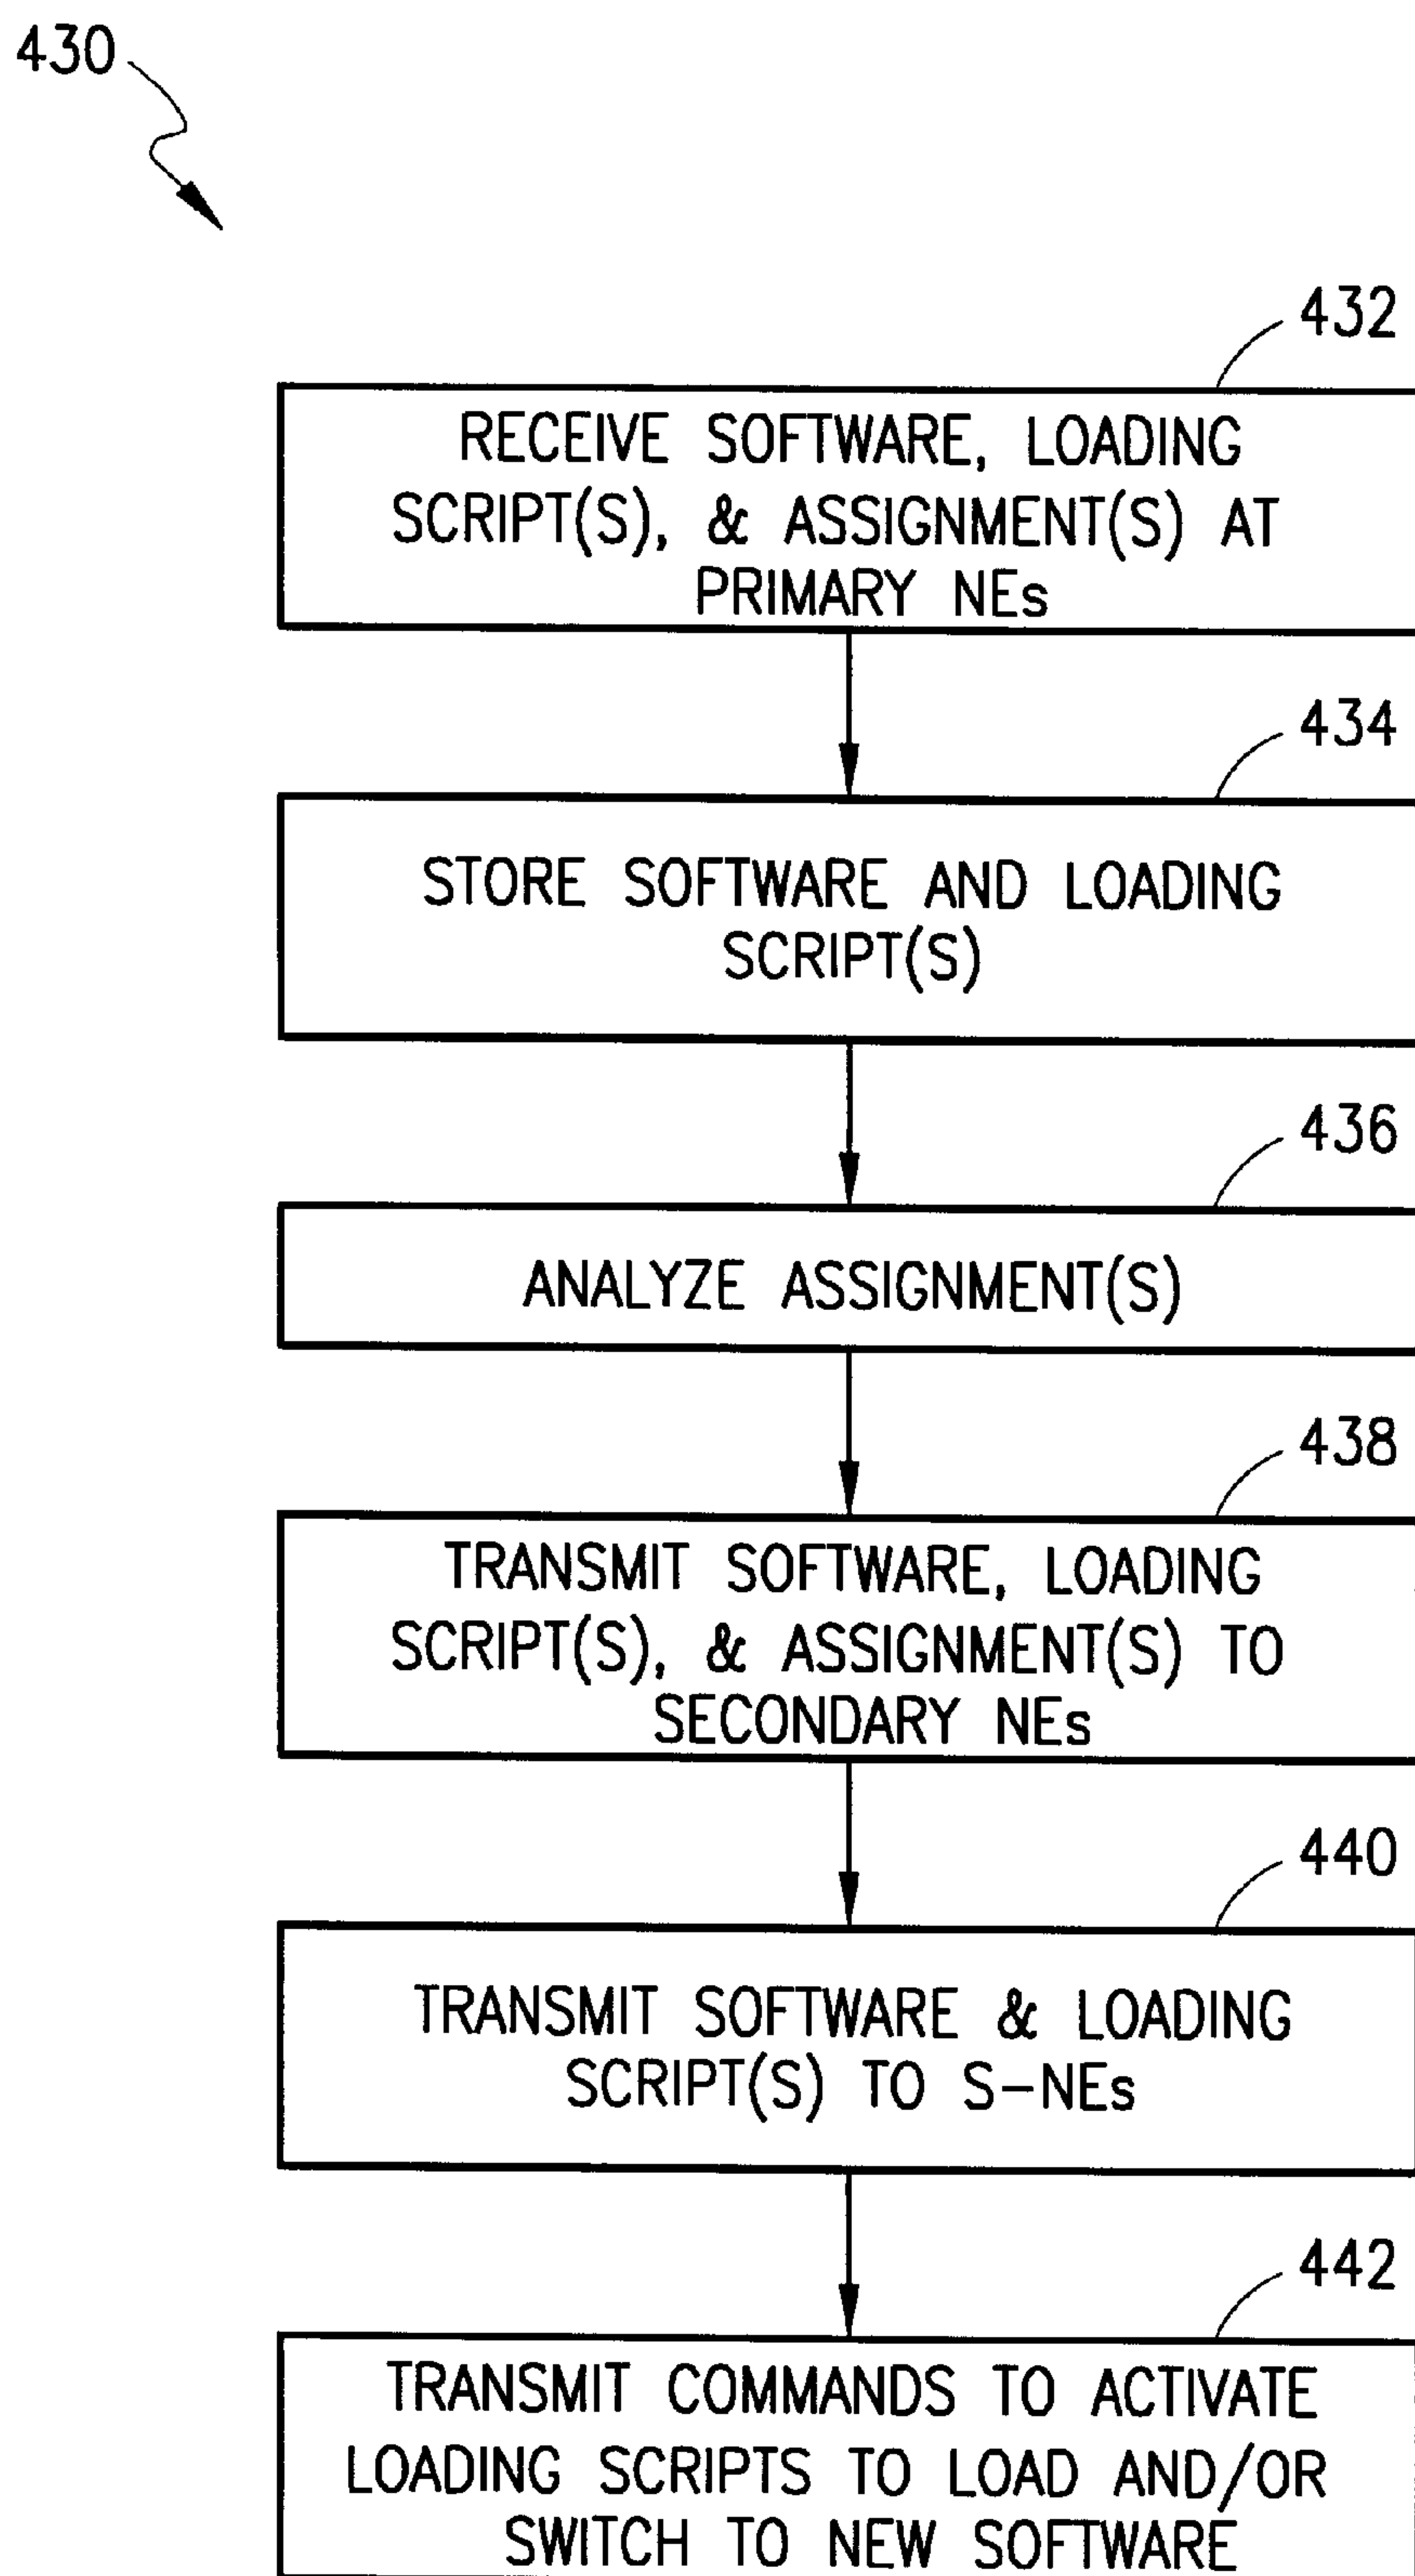 430
432
RECEIVE SOFTWARE, LOADING
SCRIPT(S), & ASSIGNMENT(S) AT
PRIMARY NEs
434
STORE SOFTWARE AND LOADING
SCRIPT(S)
436
ANALYZE ASSIGNMENT(S)
438
TRANSMIT SOFTWARE, LOADING
SCRIPT(S), & ASSIGNMENT(S) TO
SECONDARY NEs
440
TRANSMIT SOFTWARE & LOADING
SCRIPT(S) TO S-NEs
442
TRANSMIT COMMANDS TO ACTIVATE
LOADING SCRIPTS TO LOAD AND/OR
SWITCH TO NEW SOFTWARE